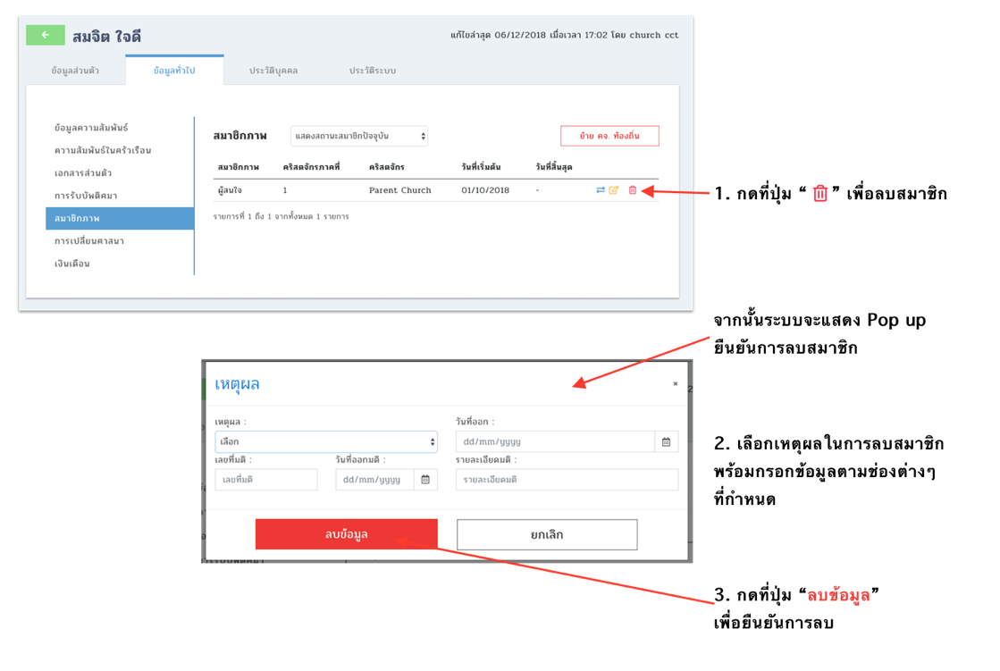 สมจิต ใจดี
แก้ไขล่าสุด 06/12/2018 เมื่อเวลา 17:02 โดย church cct
ข้อมูลส่วนตัว ข้อมูลทั่วไป ประวัติบุคคล ประวัติระบบ
ข้อมูลความสัมพันธ์
ความสัมพันธ์ในครัวเรือน
เอกสารส่วนตัว
การรับบัพติศมา
สมาชิกภาพ
การเปลี่ยนศาสนา
เงินเดือน
สมาชิกภาพ แสดงสถานะสมาชิกปัจจุบัน ย้าย คจ. ท้องถิ่น
สมาชิกภาพ คริสตจักรภาคที่ คริสตจักร วันที่เริ่มต้น วันที่สิ้นสุด
ผู้สนใจ 1 Parent Church 01/10/2018 -
รายการที่ 1 ถึง 1 จากทั้งหมด 1 รายการ
1. กดที่ปุ่ม “ ” เพื่อลบสมาชิก
จากนั้นระบบจะแสดง Pop up
ยืนยันการลบสมาชิก
เหตุผล
เหตุผล : วันที่ออก :
เลือก dd/mm/yyyy
เลขที่มติ : วันที่ออกมติ : รายละเอียดมติ :
เลขที่มติ dd/mm/yyyy รายละเอียดมติ
ลบข้อมูล ยกเลิก
2. เลือกเหตุผลในการลบสมาชิก
พร้อมกรอกข้อมูลตามช่องต่างๆ
ที่กำหนด
3. กดที่ปุ่ม “ลบข้อมูล”
เพื่อยืนยันการลบ